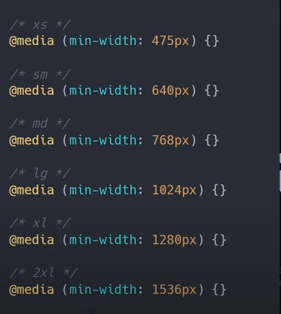 /* xs */
@media (min-width: 475px) {}
/* sm */
@media (min-width: 640px) {}
/* md */
@media (min-width: 768px) {}
/* lg */
@media (min-width: 1024px) {}
/* xl */
@media (min-width: 1280px) {}
/* 2xl */
@media (min-width: 1536px) {}